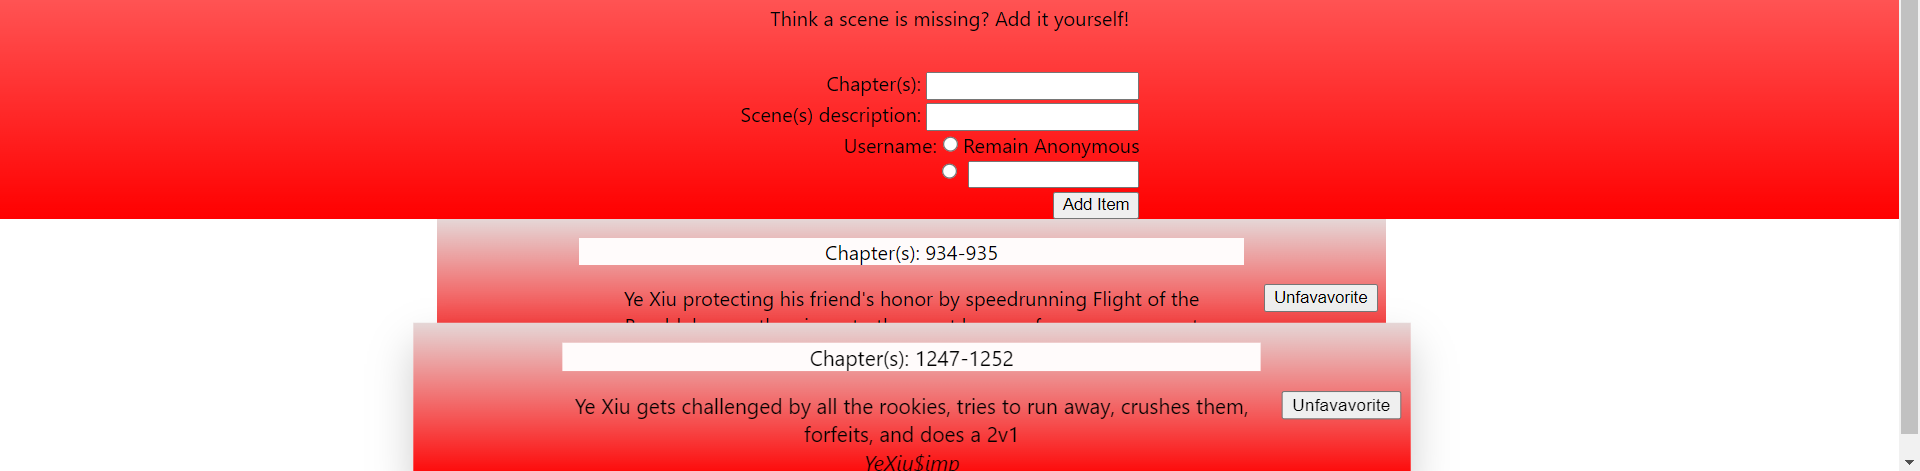 Think a scene is missing? Add it yourself!
Chapter(s):
Scene(s) description:
Username: Remain Anonymous
Add Item
Chapter(s): 934-935
Ye Xiu protecting his friend's honor by speedrunning Flight of the
Unfavavorite
Chapter(s): 1247-1252
Ye Xiu gets challenged by all the rookies, tries to run away, crushes them,
Unfavavorite
forfeits, and does a 2v1
YeXiu$imp